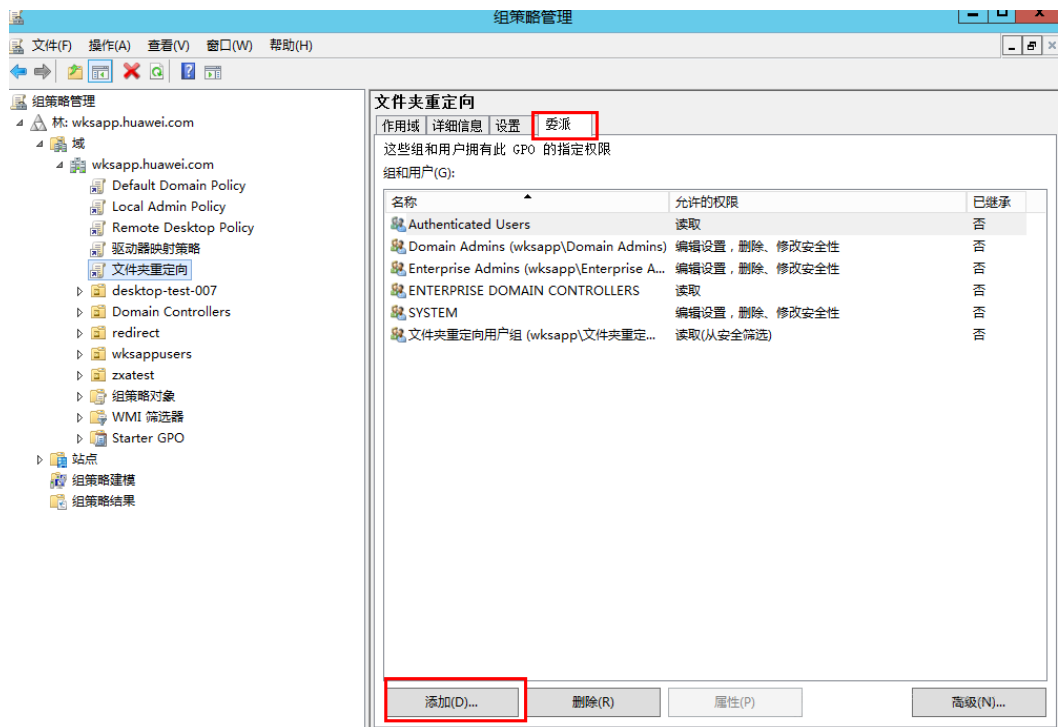 组策略管理
文件(F) 操作(A) 查看(V) 窗口(W) 帮助(H)
组策略管理
林: wksapp.huawei.com
域
wksapp.huawei.com
Default Domain Policy
Local Admin Policy
Remote Desktop Policy
驱动器映射策略
文件夹重定向
desktop-test-007
Domain Controllers
redirect
wksappusers
zxatest
组策略对象
WMI 筛选器
Starter GPO
站点
组策略建模
组策略结果
文件夹重定向
作用域 详细信息 设置 委派
这些组和用户拥有此 GPO 的指定权限
组和用户(G):
名称 允许的权限 已继承
Authenticated Users 读取 否
Domain Admins (wksapp\Domain Admins) 编辑设置，删除、修改安全性 否
Enterprise Admins (wksapp\Enterprise A... 编辑设置，删除、修改安全性 否
ENTERPRISE DOMAIN CONTROLLERS 读取 否
SYSTEM 编辑设置，删除、修改安全性 否
文件夹重定向用户组 (wksapp\文件夹重定... 读取(从安全筛选) 否
添加(D)... 删除(R) 属性(P) 高级(N)...